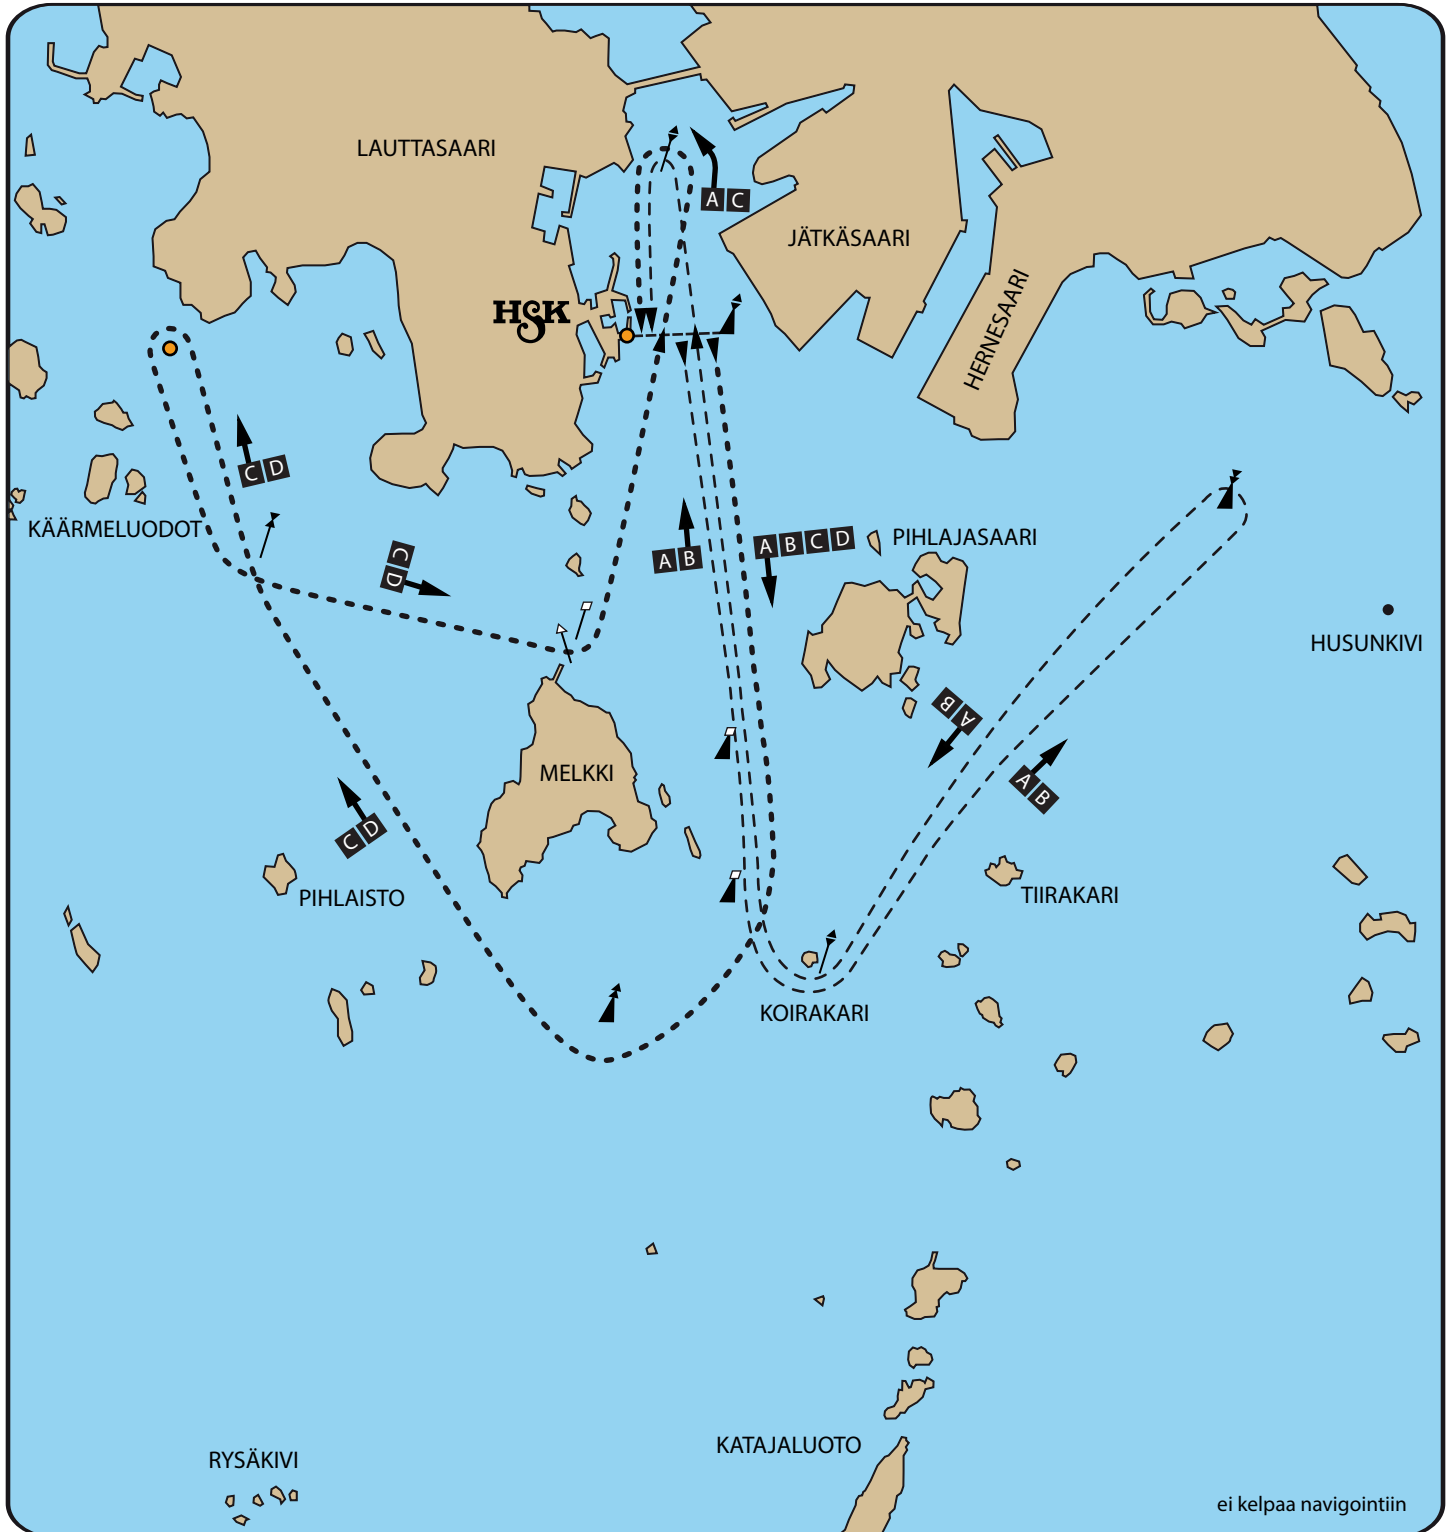 LAUTTASAARI
A C
JÄTKÄSAARI
HSK
HERNESAARI
C D
KÄÄRMELUODOT
C D
A B
A B C D
PIHLAJASAARI
HUSUNKIVI
A B
MELKKI
A B
C D
PIHLAISTO
TIIRAKARI
KOIRAKARI
KATAJALUOTO
RYSÄKIVI
ei kelpaa navigointiin